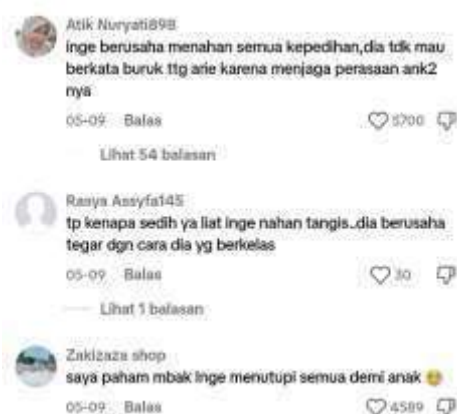 Atik Nuryati898
inge berusaha menahan semua kepedihan,dia tdk mau
berkata buruk ttg arie karena menjaga perasaan ank2
nya
05-09 Balas 5700
Lihat 54 balasan
Rasya Assyfa145
tp kenapa sedih ya liat inge nahan tangis..dia berusaha
tegar dgn cara dia yg berkelas
05-09 Balas 30
Lihat 1 balasan
Zakizaza shop
saya paham mbak Inge menutupi semua demi anak 🥹
05-09 Balas 4589